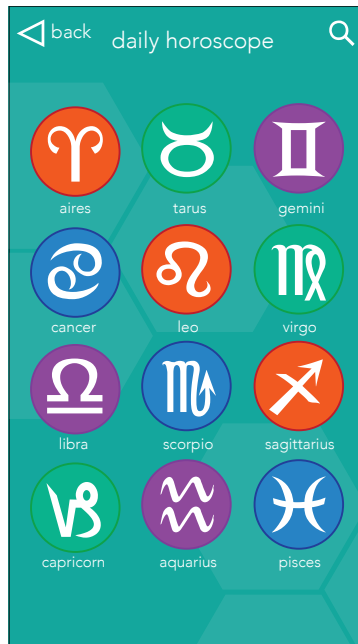 back
daily horoscope
aires
tarus
gemini
cancer
leo
virgo
libra
scorpio
sagittarius
capricorn
aquarius
pisces